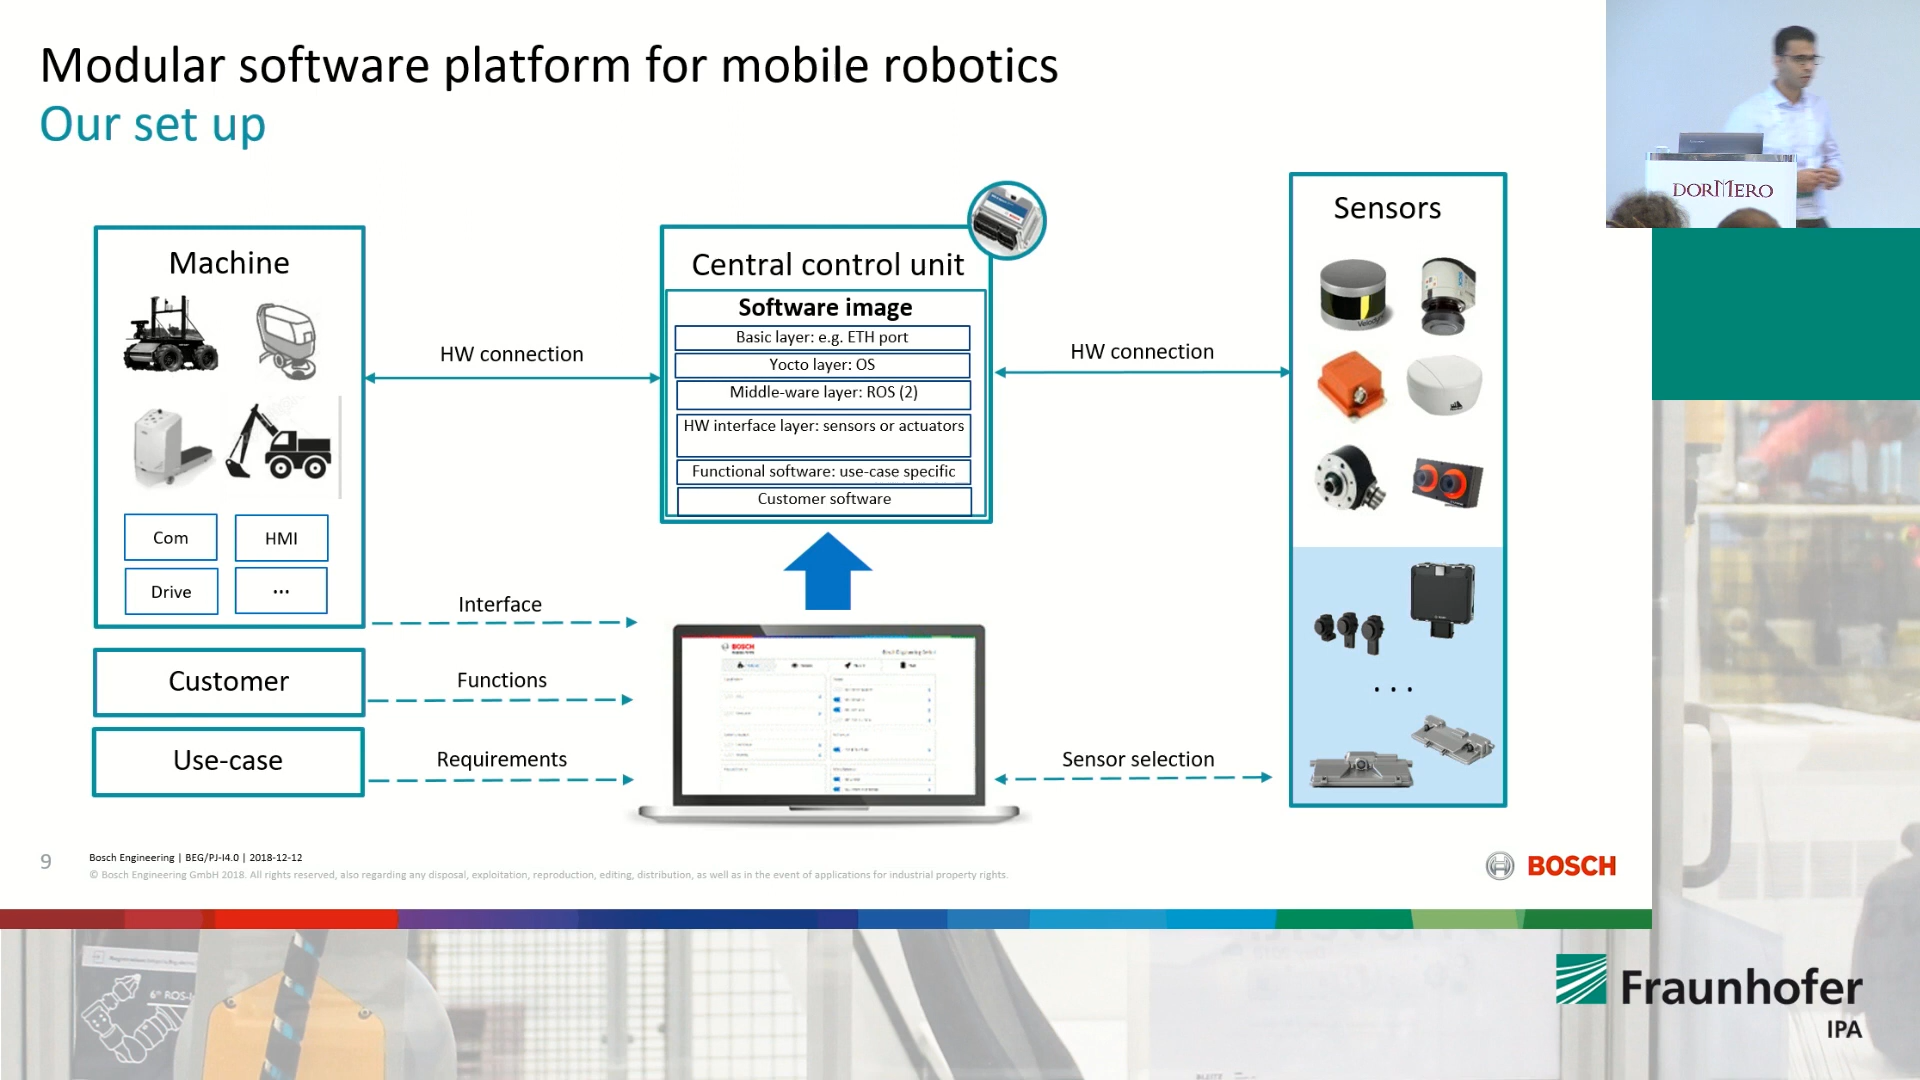 Modular software platform for mobile robotics
Our set up
DORMERO
Machine
Com
HMI
Drive
...
Customer
Use-case
HW connection
Interface
Functions
Requirements
Central control unit
Software image
Basic layer: e.g. ETH port
Yocto layer: OS
Middle-ware layer: ROS (2)
HW interface layer: sensors or actuators
Functional software: use-case specific
Customer software
BOSCH
HW connection
Sensor selection
Sensors
. . .
9
Bosch Engineering | BEG/PJ-I4.0 | 2018-12-12
© Bosch Engineering GmbH 2018. All rights reserved, also regarding any disposal, exploitation, reproduction, editing, distribution, as well as in the event of applications for industrial property rights.
BOSCH
6th ROS-I
Fraunhofer
IPA